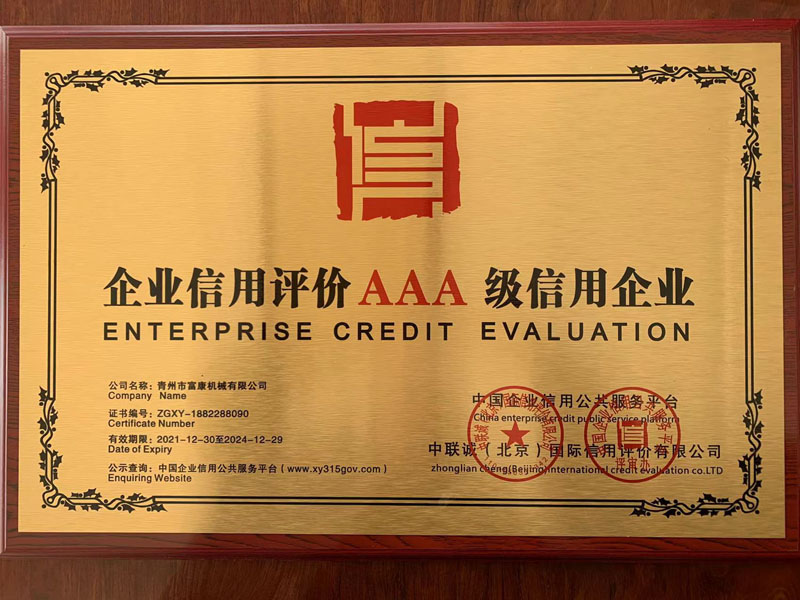 信
企业信用评价AAA 级信用企业
ENTERPRISE CREDIT EVALUATION
公司名称：青州市富康机械有限公司
Company Name
证书编号：ZGXY-1882288090
Certificate Number
有效期限：2021-12-30至2024-12-29
Date of Expiry
公示查询：中国企业信用公共服务平台（www.xy315gov.com）
Enquiring Website
中国企业信用公共服务平台
China enterprise credit public service platform
中联诚（北京）国际信用评价有限公司
zhonglian cheng(Beijing)International credit evaluation co.LTD
评审办